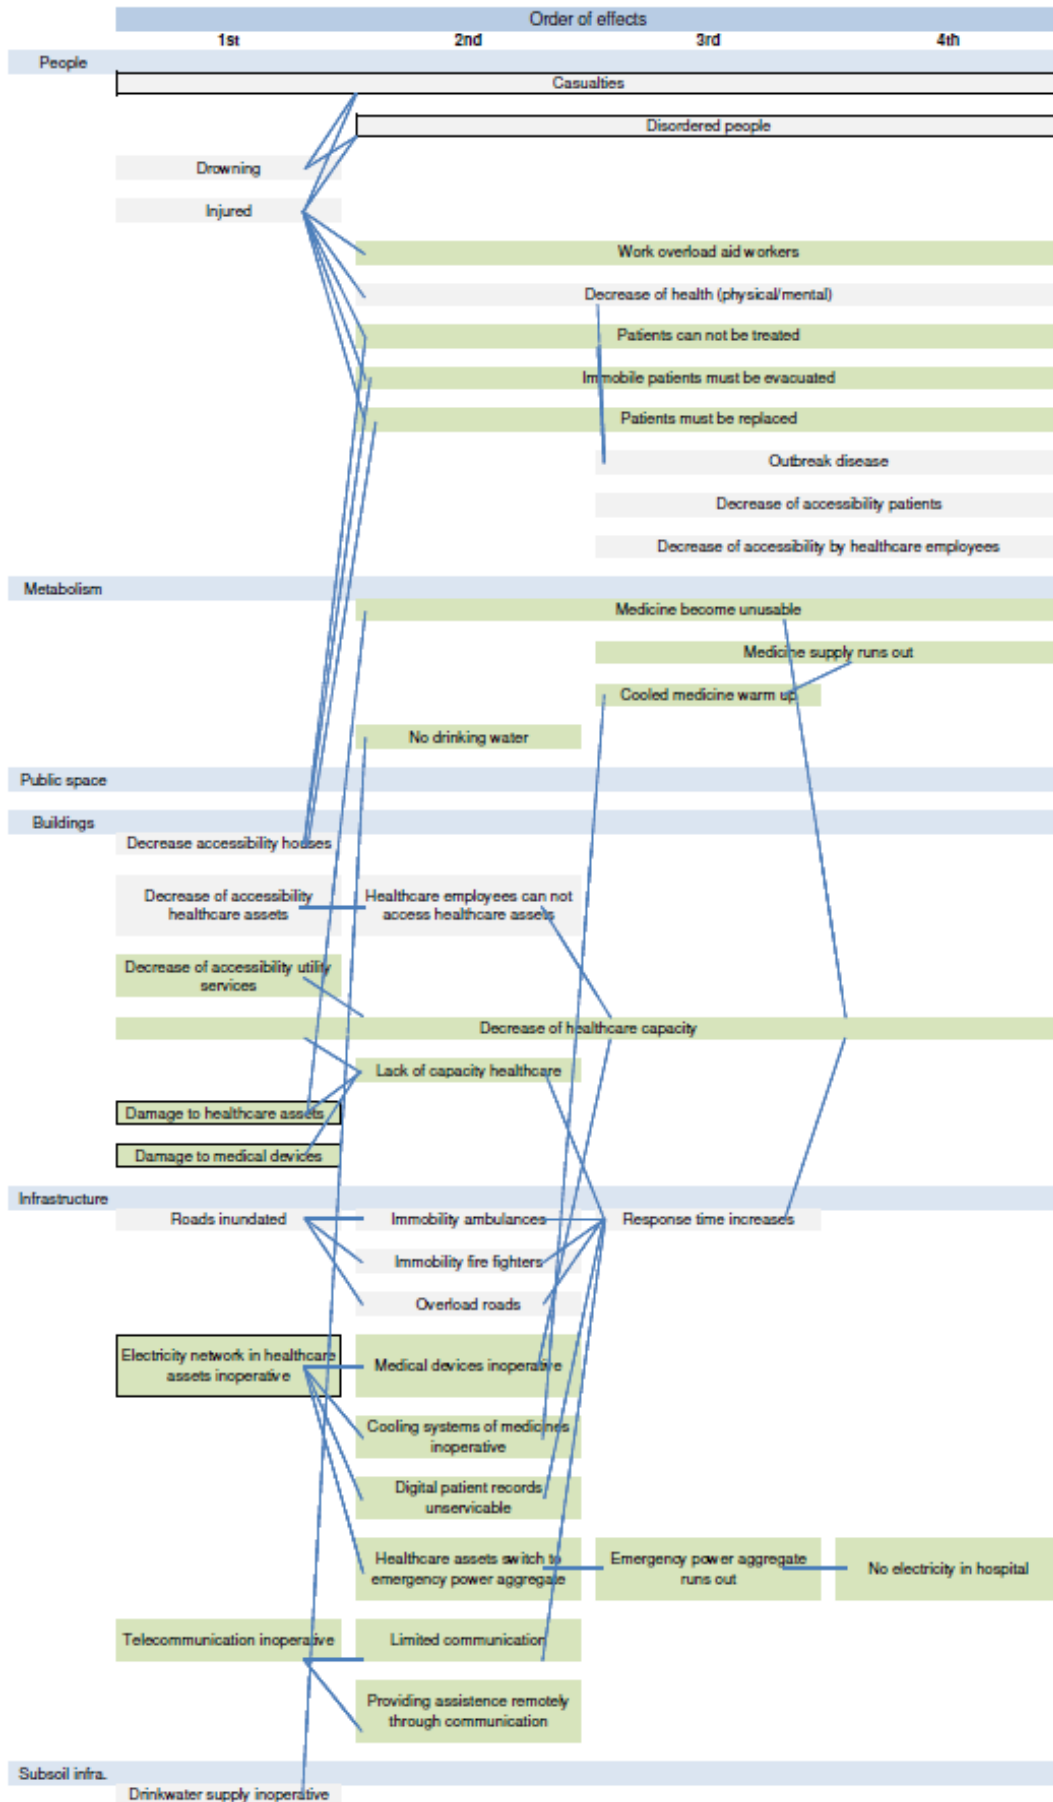 Order of effects
1st 2nd 3rd 4th
People
Casualties
Disordered people
Drowning
Injured
Work overload aid workers
Decrease of health (physical/mental)
Patients can not be treated
Immobile patients must be evacuated
Patients must be replaced
Outbreak disease
Decrease of accessibility patients
Decrease of accessibility by healthcare employees
Metabolism
Medicine become unusable
Medicine supply runs out
Cooled medicine warm up
No drinking water
Public space
Buildings
Decrease accessibility houses
Decrease of accessibility
healthcare assets
Healthcare employees can not
access healthcare assets
Decrease of accessibility utility
services
Decrease of healthcare capacity
Lack of capacity healthcare
Damage to healthcare assets
Damage to medical devices
Infrastructure
Roads inundated
Immobility ambulances
Response time increases
Immobility fire fighters
Overload roads
Electricity network in healthcare
assets inoperative
Medical devices inoperative
Cooling systems of medicines
inoperative
Digital patient records
unservicable
Healthcare assets switch to
emergency power aggregate
Emergency power aggregate
runs out
No electricity in hospital
Telecommunication inoperative
Limited communication
Providing assistence remotely
through communication
Subsoil infra.
Drinkwater supply inoperative